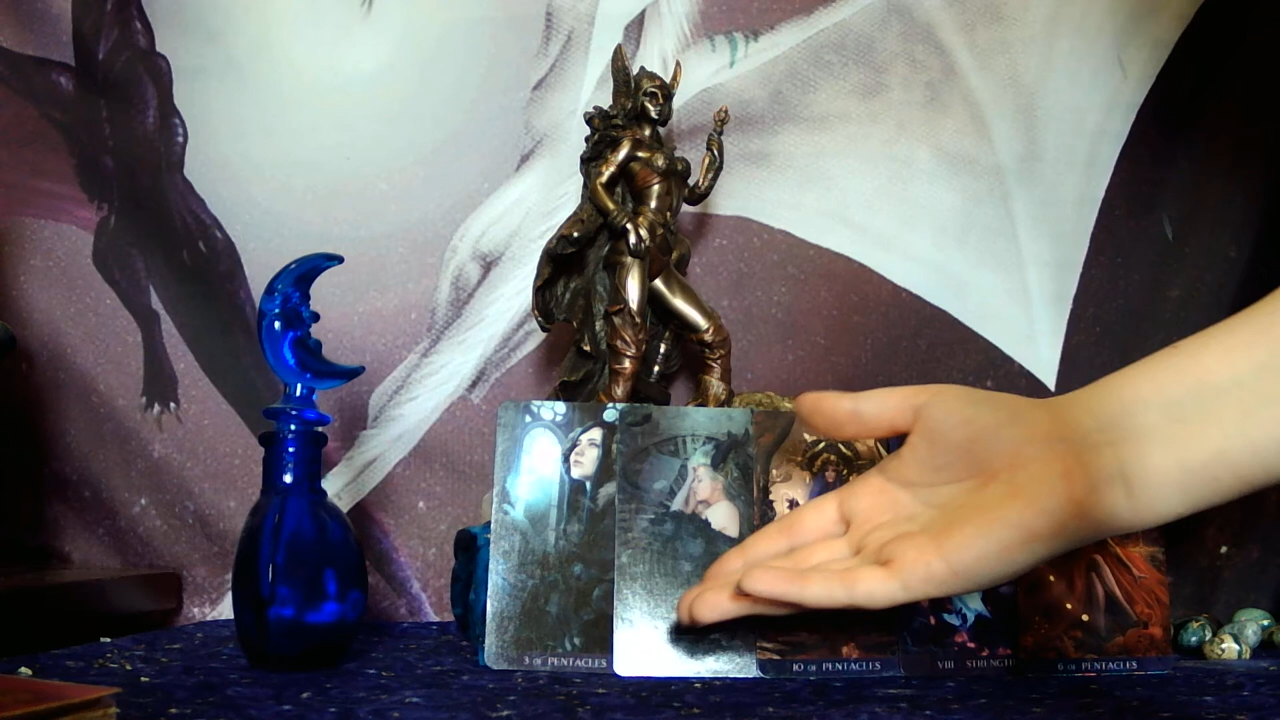 3 OF PENTACLES
10 OF PENTACLES
VIII STRENGTH
6 OF PENTACLES